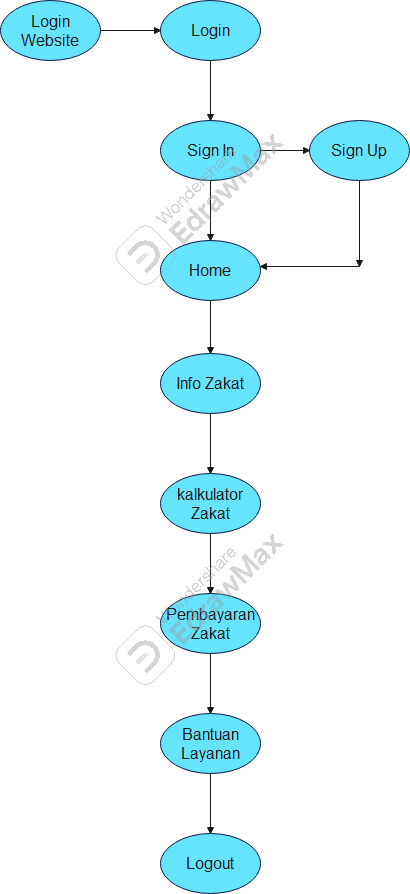 Login
Website
Login
Sign In
Sign Up
Wondershare
EdrawMax
Home
Info Zakat
kalkulator
Zakat
Wondershare
EdrawMax
Pembayaran
Zakat
Bantuan
Layanan
Logout